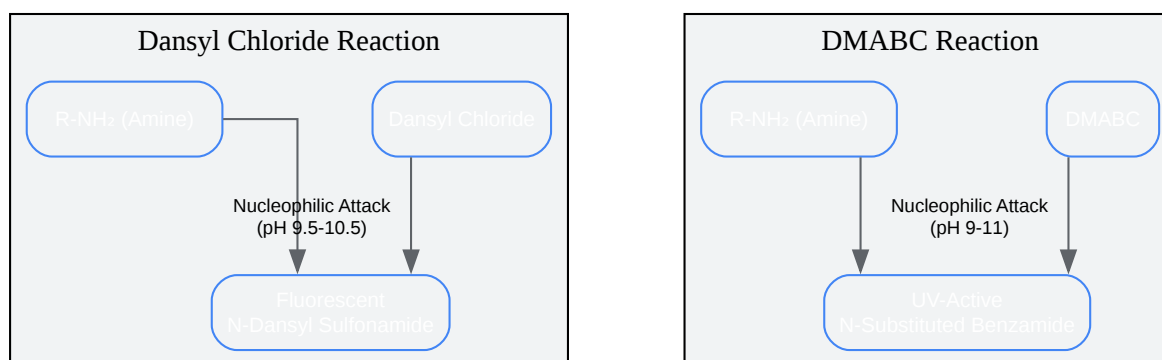 Dansyl Chloride Reaction
R-NH₂ (Amine)
Dansyl Chloride
Nucleophilic Attack
(pH 9.5-10.5)
Fluorescent
N-Dansyl Sulfonamide
DMABC Reaction
R-NH₂ (Amine)
DMABC
Nucleophilic Attack
(pH 9-11)
UV-Active
N-Substituted Benzamide